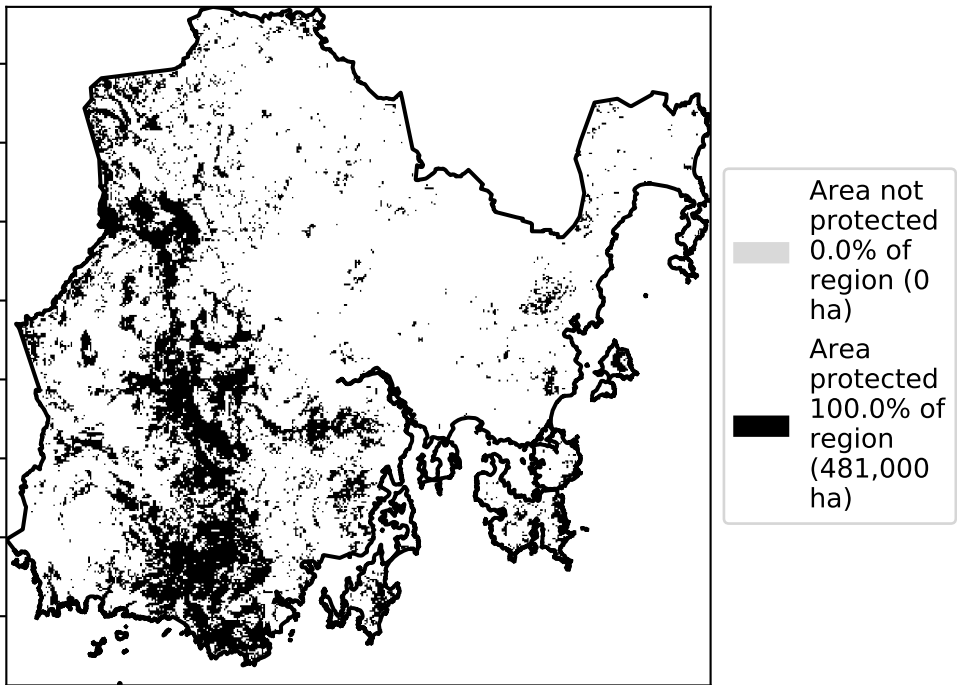 Area not
protected
0.0% of
region (0
ha)
Area
protected
100.0% of
region
(481,000
ha)